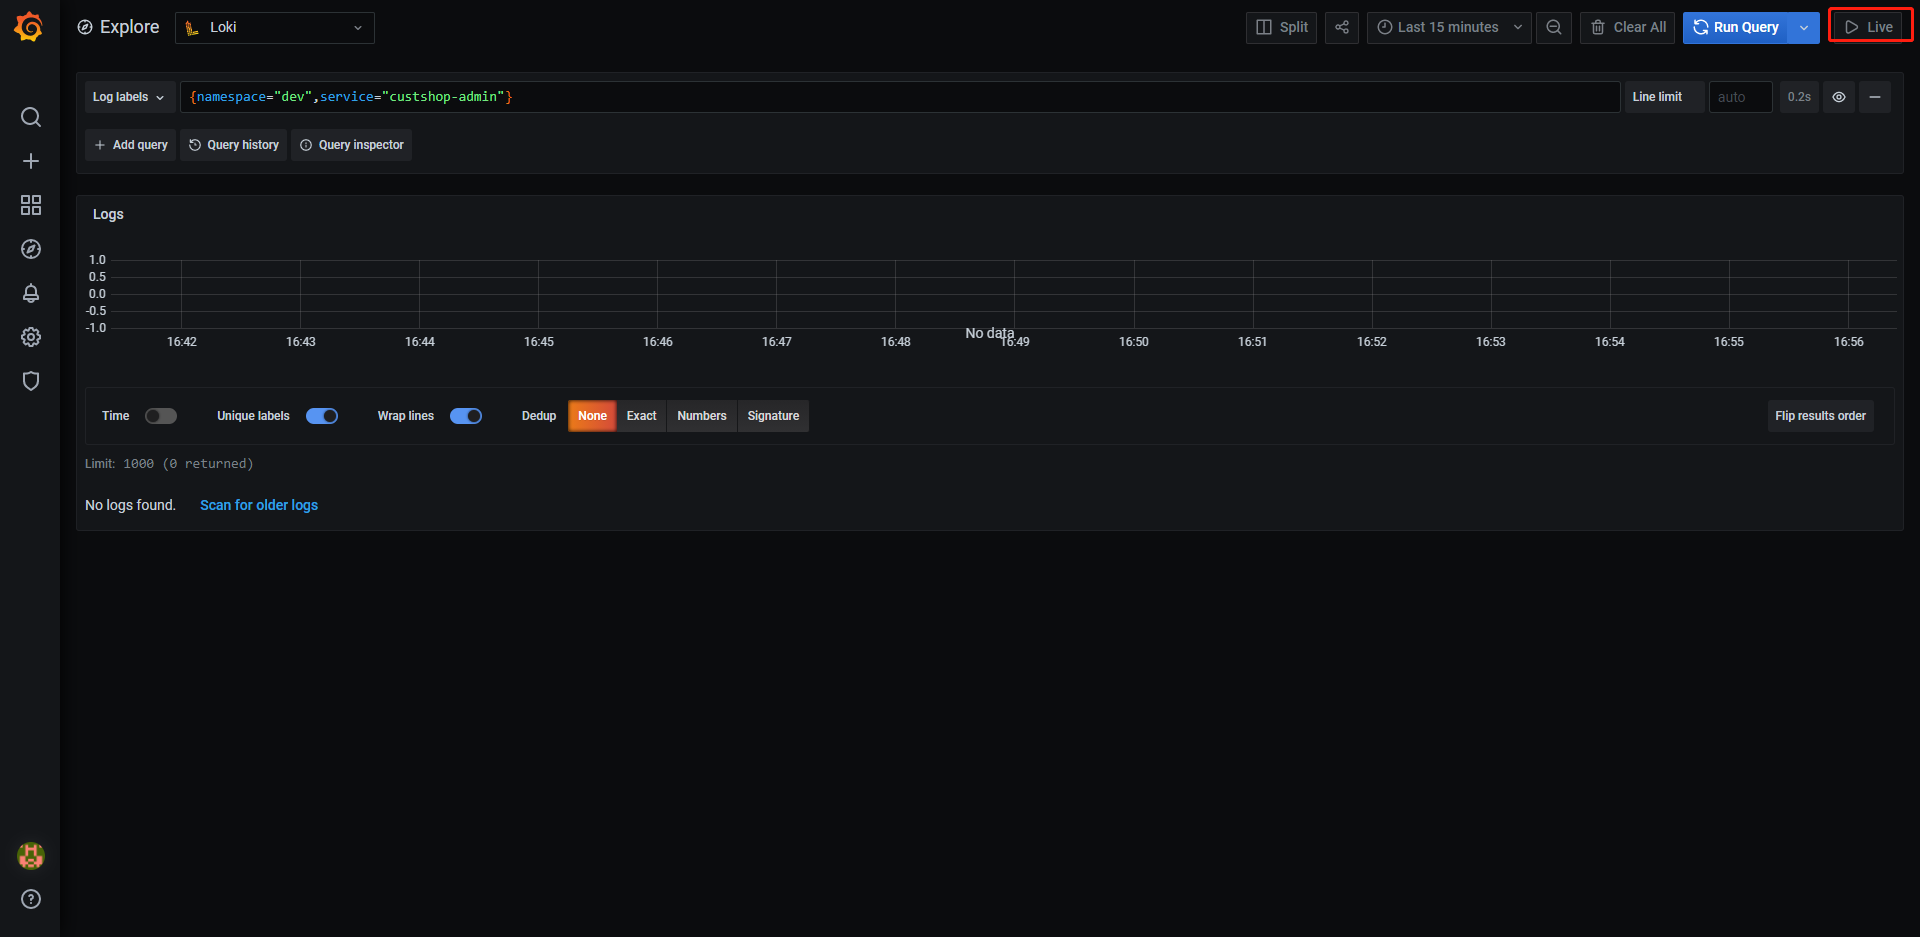 Explore
Loki
Split
Last 15 minutes
Clear All
Run Query
Live
Log labels
{namespace="dev",service="custshop-admin"}
Line limit
auto
0.2s
Add query
Query history
Query inspector
Logs
1.0
0.5
0.0
-0.5
-1.0
No data
16:42 16:43 16:44 16:45 16:46 16:47 16:48 16:49 16:50 16:51 16:52 16:53 16:54 16:55 16:56
Time
Unique labels
Wrap lines
Dedup
None
Exact
Numbers
Signature
Flip results order
Limit: 1000 (0 returned)
No logs found.
Scan for older logs